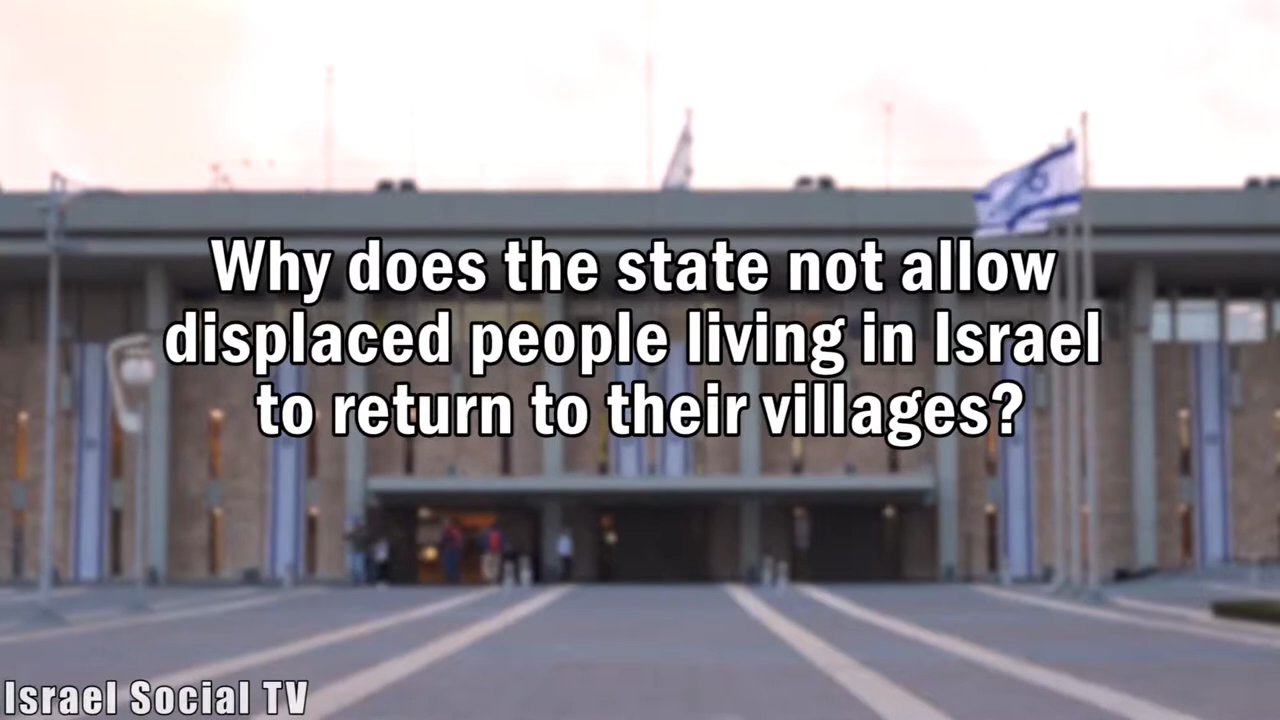 Why does the state not allow
displaced people living in Israel
to return to their villages?
Israel Social TV